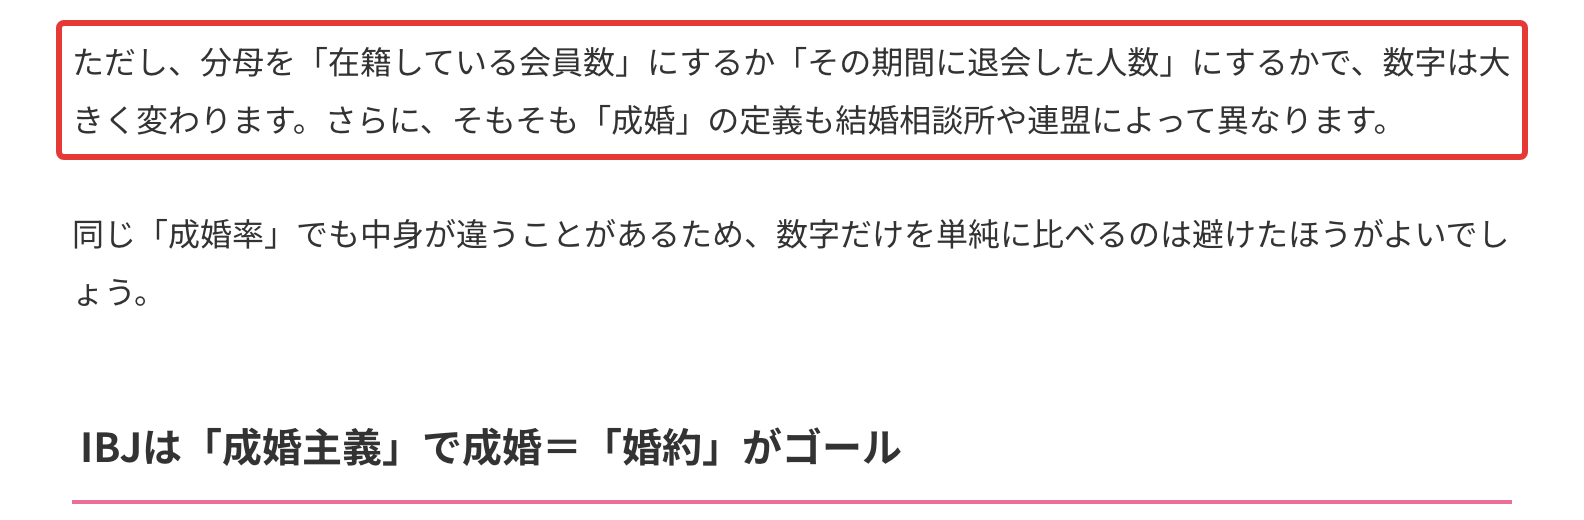 ただし、分母を「在籍している会員数」にするか「その期間に退会した人数」にするかで、数字は大
きく変わります。さらに、そもそも「成婚」の定義も結婚相談所や連盟によって異なります。
同じ「成婚率」でも中身が違うことがあるため、数字だけを単純に比べるのは避けたほうがよいでし
ょう。
IBJは「成婚主義」で成婚＝「婚約」がゴール